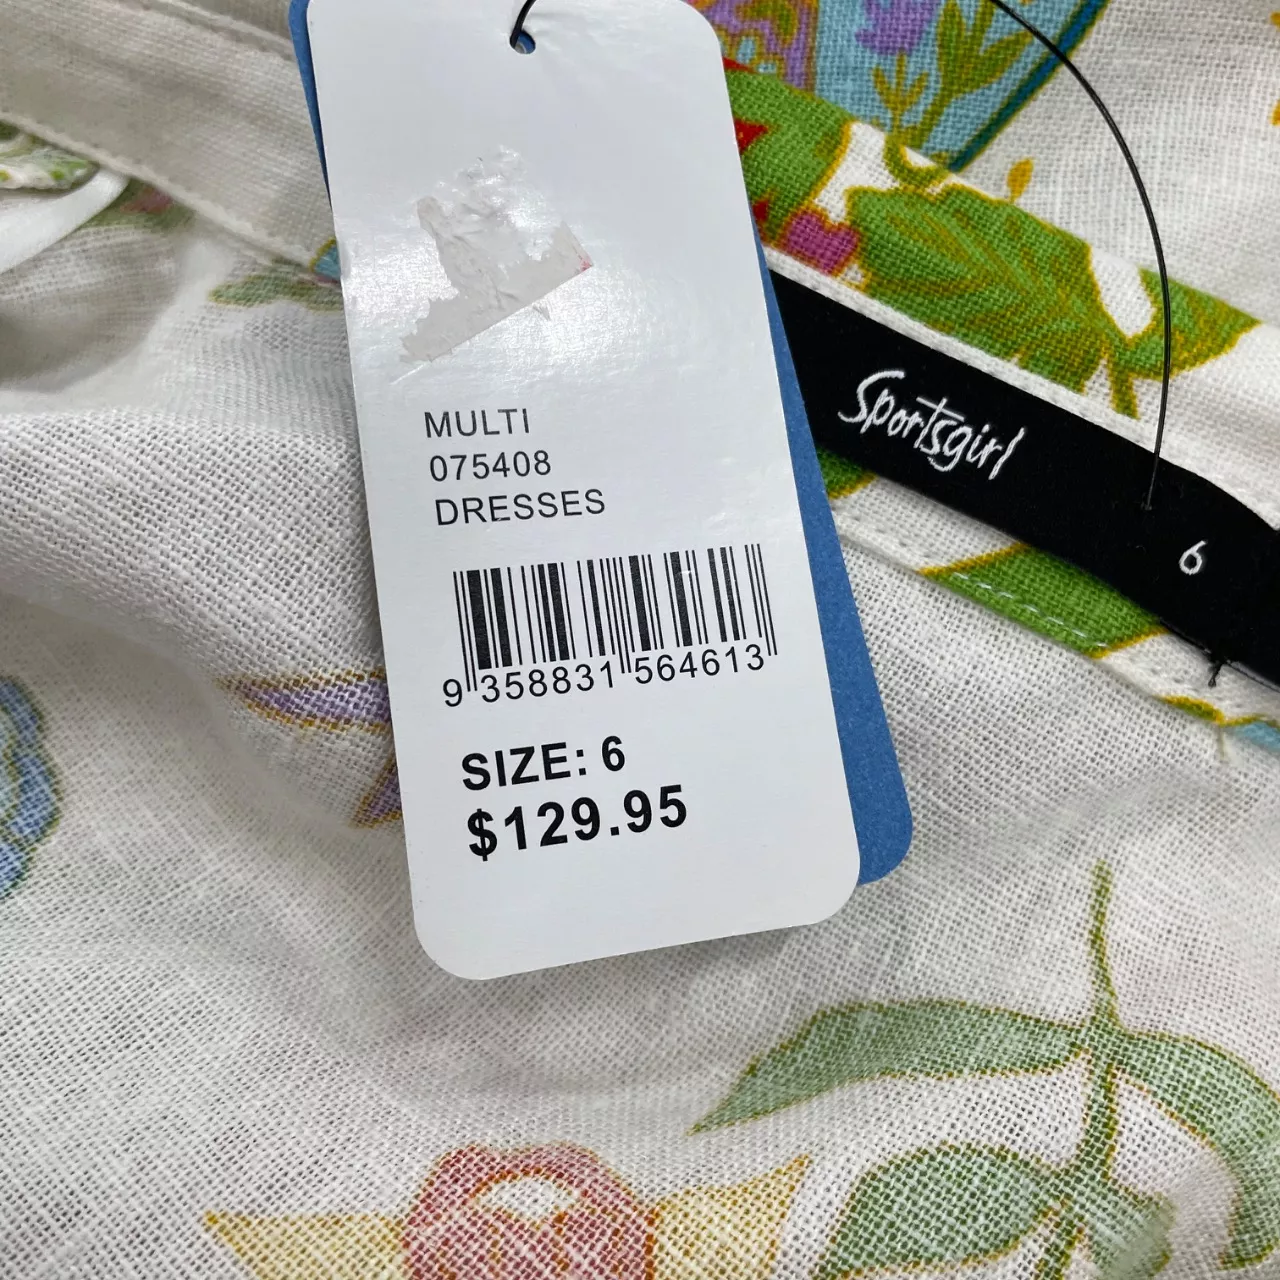 MULTI
075408
DRESSES
9 358831 564613
SIZE: 6
$129.95
Sportsgirl
6